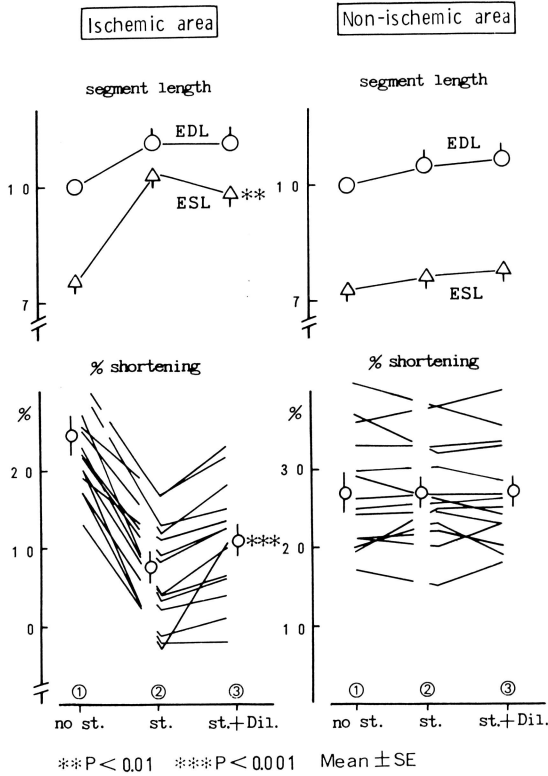 Ischemic area
Non-ischemic area
segment length
segment length
EDL
EDL
10
10
ESL
**
ESL
7
7
% shortening
% shortening
%
%
20
30
10
***
20
0
10
① ② ③
① ② ③
no st. st. st.+Dil.
no st. st. st.+Dil.
**P<0.01 ***P<0.001 Mean±SE